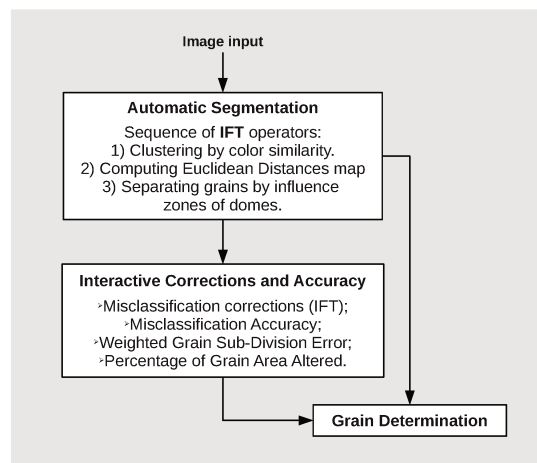 Image input
Automatic Segmentation
Sequence of IFT operators:
1) Clustering by color similarity.
2) Computing Euclidean Distances map
3) Separating grains by influence
zones of domes.
Interactive Corrections and Accuracy
➢Misclassification corrections (IFT);
➢Misclassification Accuracy;
➢Weighted Grain Sub-Division Error;
➢Percentage of Grain Area Altered.
Grain Determination